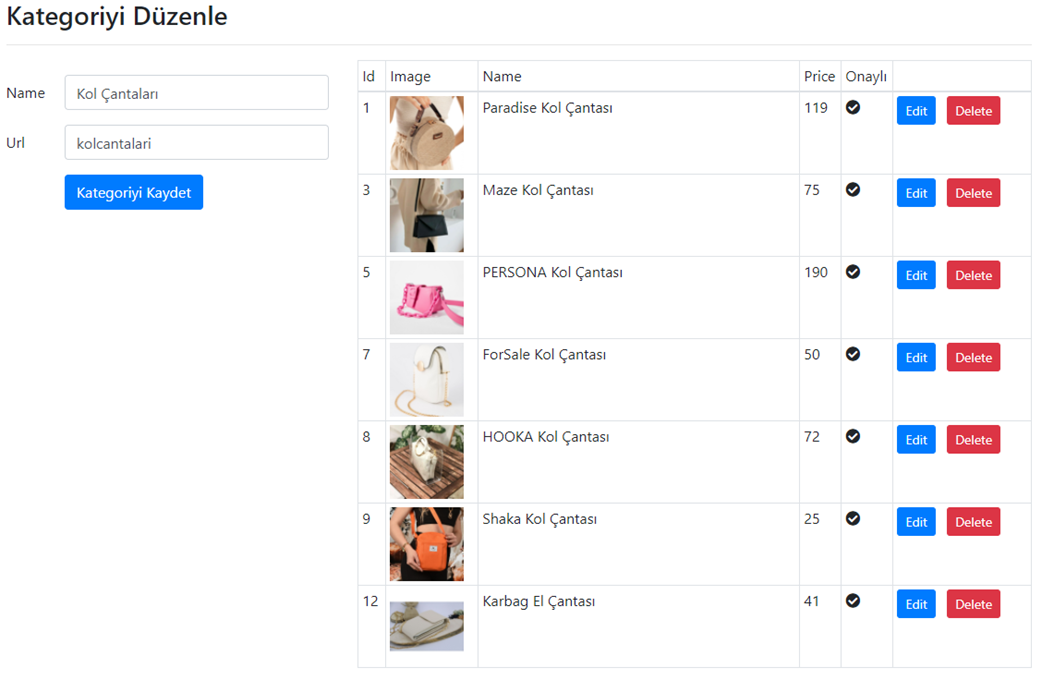 Kategoriyi Düzenle
Name Kol Çantaları
Url kolcantalari
Kategoriyi Kaydet
Id Image Name Price Onaylı
1 Paradise Kol Çantası 119 Edit Delete
3 Maze Kol Çantası 75 Edit Delete
5 PERSONA Kol Çantası 190 Edit Delete
7 ForSale Kol Çantası 50 Edit Delete
8 HOOKA Kol Çantası 72 Edit Delete
9 Shaka Kol Çantası 25 Edit Delete
12 Karbag El Çantası 41 Edit Delete